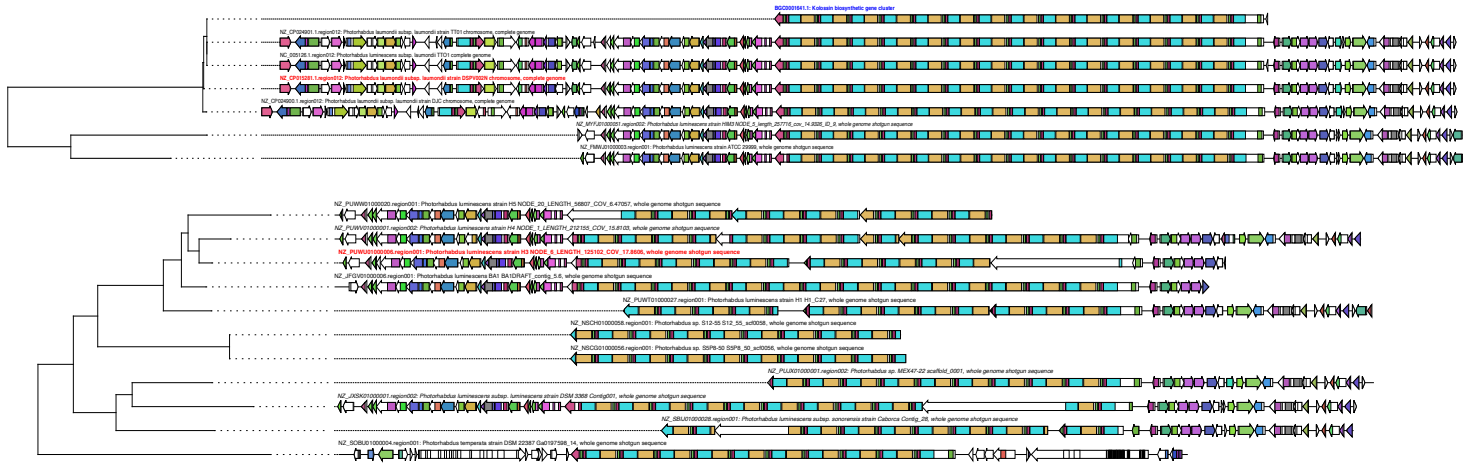 BGC0001641.1: Kolossin biosynthetic gene cluster
NZ_CP024901.1.region012: Photorhabdus laumondii subsp. laumondii strain TT01 chromosome, complete genome
NC_005126.1.region012: Photorhabdus luminescens subsp. laumondii TTO1 complete genome
NZ_CP015281.1.region012: Photorhabdus laumondii subsp. laumondii strain DSPV002N chromosome, complete genome
NZ_CP024900.1.region012: Photorhabdus laumondii subsp. laumondii strain DJC chromosome, complete genome
NZ_MYFJ01000051.region002: Photorhabdus luminescens strain HIM3 NODE_5_length_257716_cov_14.9326_ID_9, whole genome shotgun sequence
NZ_FMWJ01000003.region001: Photorhabdus luminescens strain ATCC 29999, whole genome shotgun sequence
NZ_PUWW01000020.region001: Photorhabdus luminescens strain H5 NODE_20_LENGTH_56807_COV_6.47057, whole genome shotgun sequence
NZ_PUWV01000001.region002: Photorhabdus luminescens strain H4 NODE_1_LENGTH_212155_COV_15.8103, whole genome shotgun sequence
NZ_PUWU01000006.region001: Photorhabdus luminescens strain H3 NODE_6_LENGTH_125102_COV_17.8606, whole genome shotgun sequence
NZ_JFGV01000006.region001: Photorhabdus luminescens BA1 BA1DRAFT_contig_5.6, whole genome shotgun sequence
NZ_PUWT01000027.region001: Photorhabdus luminescens strain H1 H1_C27, whole genome shotgun sequence
NZ_NSCH01000058.region001: Photorhabdus sp. S12-55 S12_55_scf0058, whole genome shotgun sequence
NZ_NSCG01000056.region001: Photorhabdus sp. S5P8-50 S5P8_50_scf0056, whole genome shotgun sequence
NZ_PUJX01000001.region002: Photorhabdus sp. MEX47-22 scaffold_0001, whole genome shotgun sequence
NZ_JXSK01000001.region002: Photorhabdus luminescens subsp. luminescens strain DSM 3368 Contig001, whole genome shotgun sequence
NZ_SBIJ01000028.region001: Photorhabdus luminescens subsp. sonorensis strain Caborca Contig_28, whole genome shotgun sequence
NZ_SOBU01000004.region001: Photorhabdus temperata strain DSM 22387 Ga0197598_14, whole genome shotgun sequence